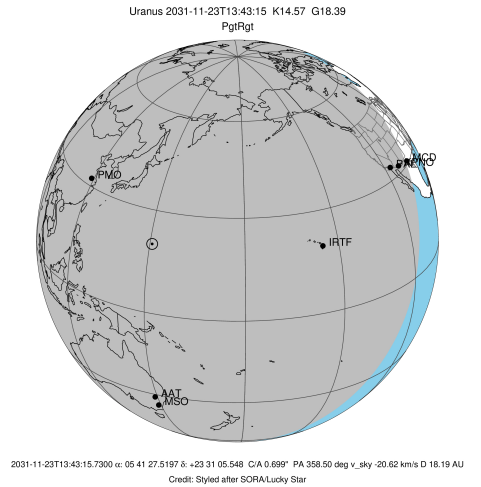 Uranus 2031-11-23T13:43:15 K14.57 G18.39
PgtRgt
MCD
PMO
IRTF
AAT
MSO
2031-11-23T13:43:15.7300 α: 05 41 27.5197 δ: +23 31 05.548 C/A 0.699" PA 358.50 deg v_sky -20.62 km/s D 18.19 AU
Credit: Styled after SORA/Lucky Star